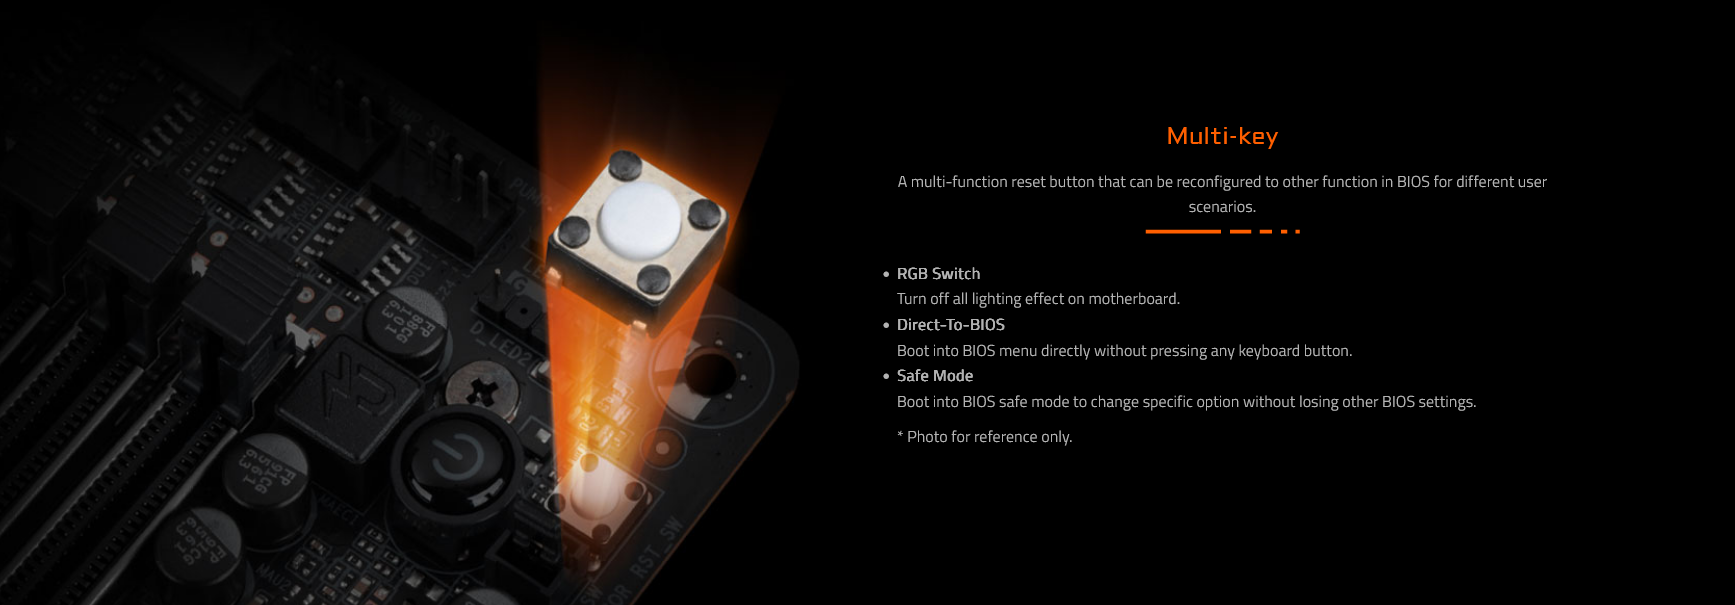 Multi-key
A multi-function reset button that can be reconfigured to other function in BIOS for different user
scenarios.
• RGB Switch
Turn off all lighting effect on motherboard.
• Direct-To-BIOS
Boot into BIOS menu directly without pressing any keyboard button.
• Safe Mode
Boot into BIOS safe mode to change specific option without losing other BIOS settings.
* Photo for reference only.
D_LED2
RST_SW